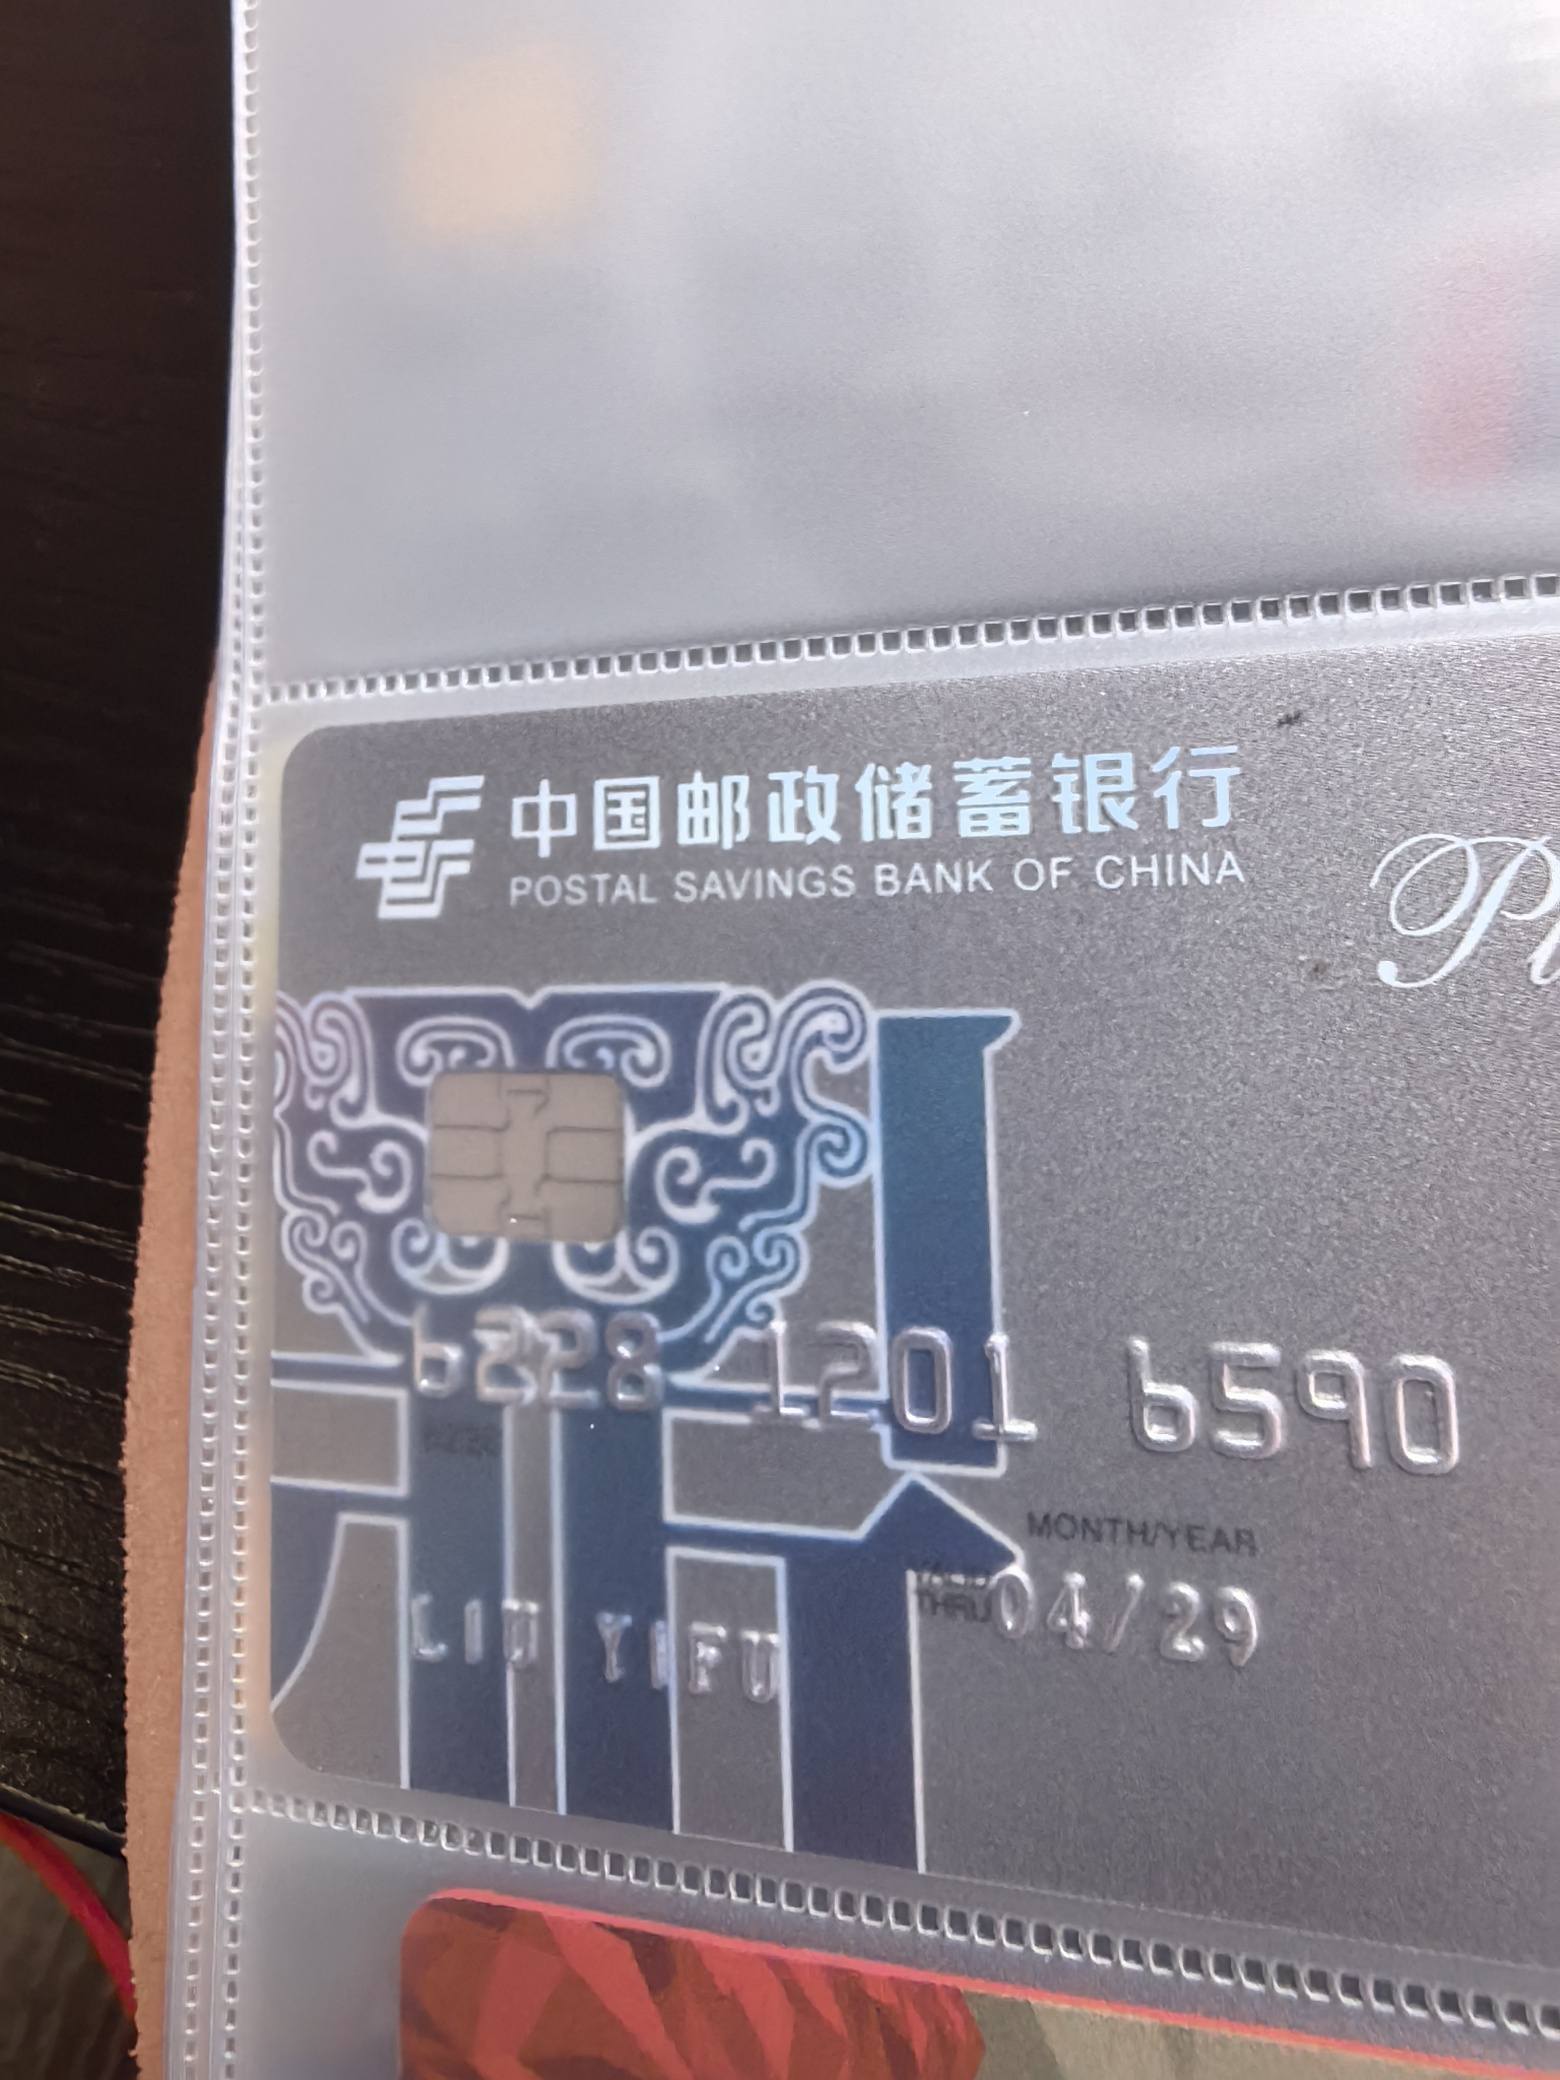 中国邮政储蓄银行
POSTAL SAVINGS BANK OF CHINA
6228 1201 6590
MONTH/YEAR
THRU 04/29
LIU YIFU